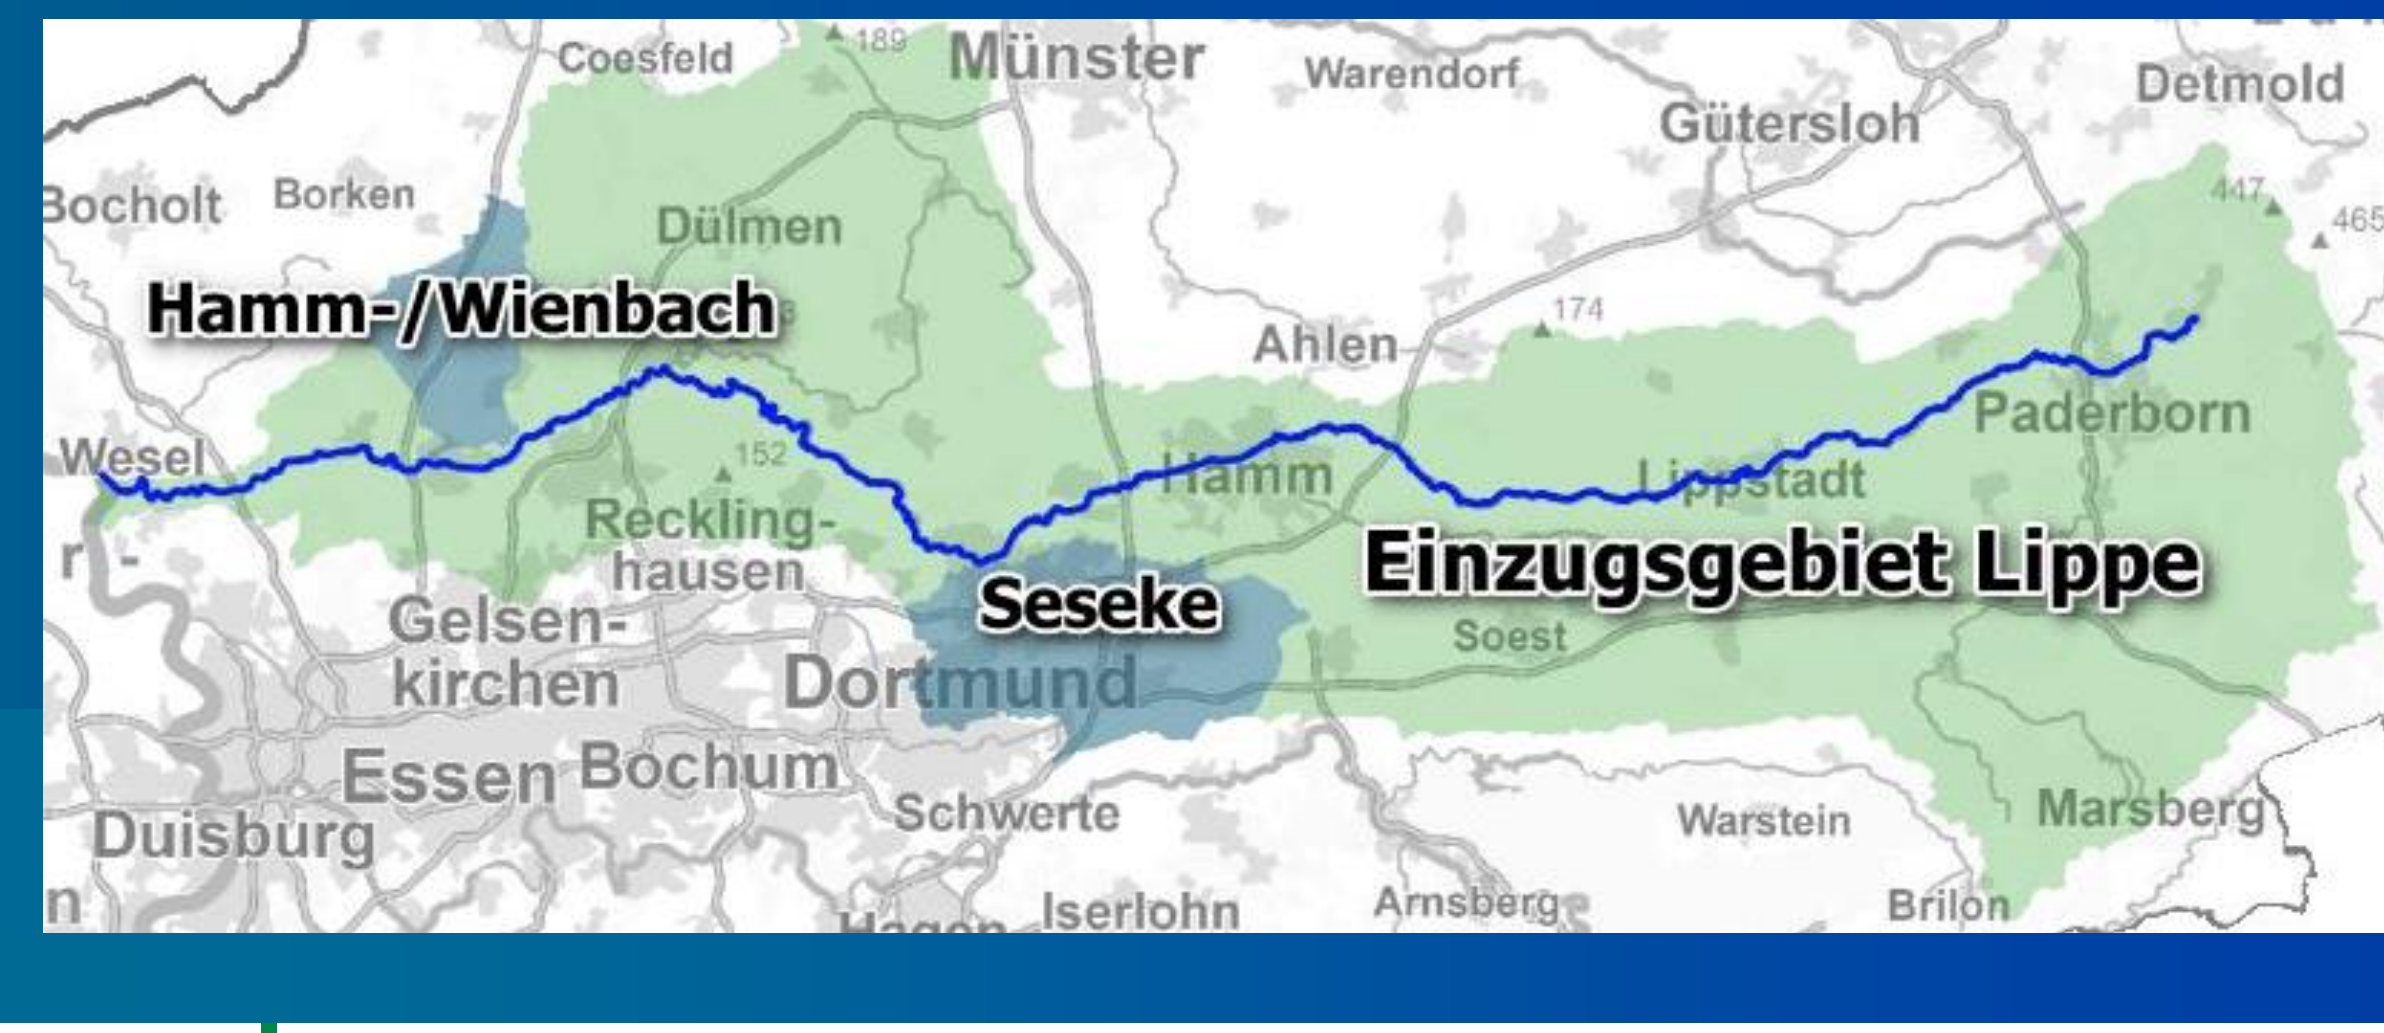 189
Münster
Coesfeld
Warendorf
Detmold
Gütersloh
Bocholt
Borken
447
465
Dülmen
Hamm-/Wienbach
174
Ahlen
Paderborn
Wesel
152
Hamm
Lippstadt
Reckling-
hausen
Einzugsgebiet Lippe
r -
Seseke
Gelsen-
kirchen
Soest
Dortmund
Essen
Bochum
Schwerte
Marsberg
Warstein
Duisburg
Arnsberg
Brilon
Iserlohn
Hagen
n